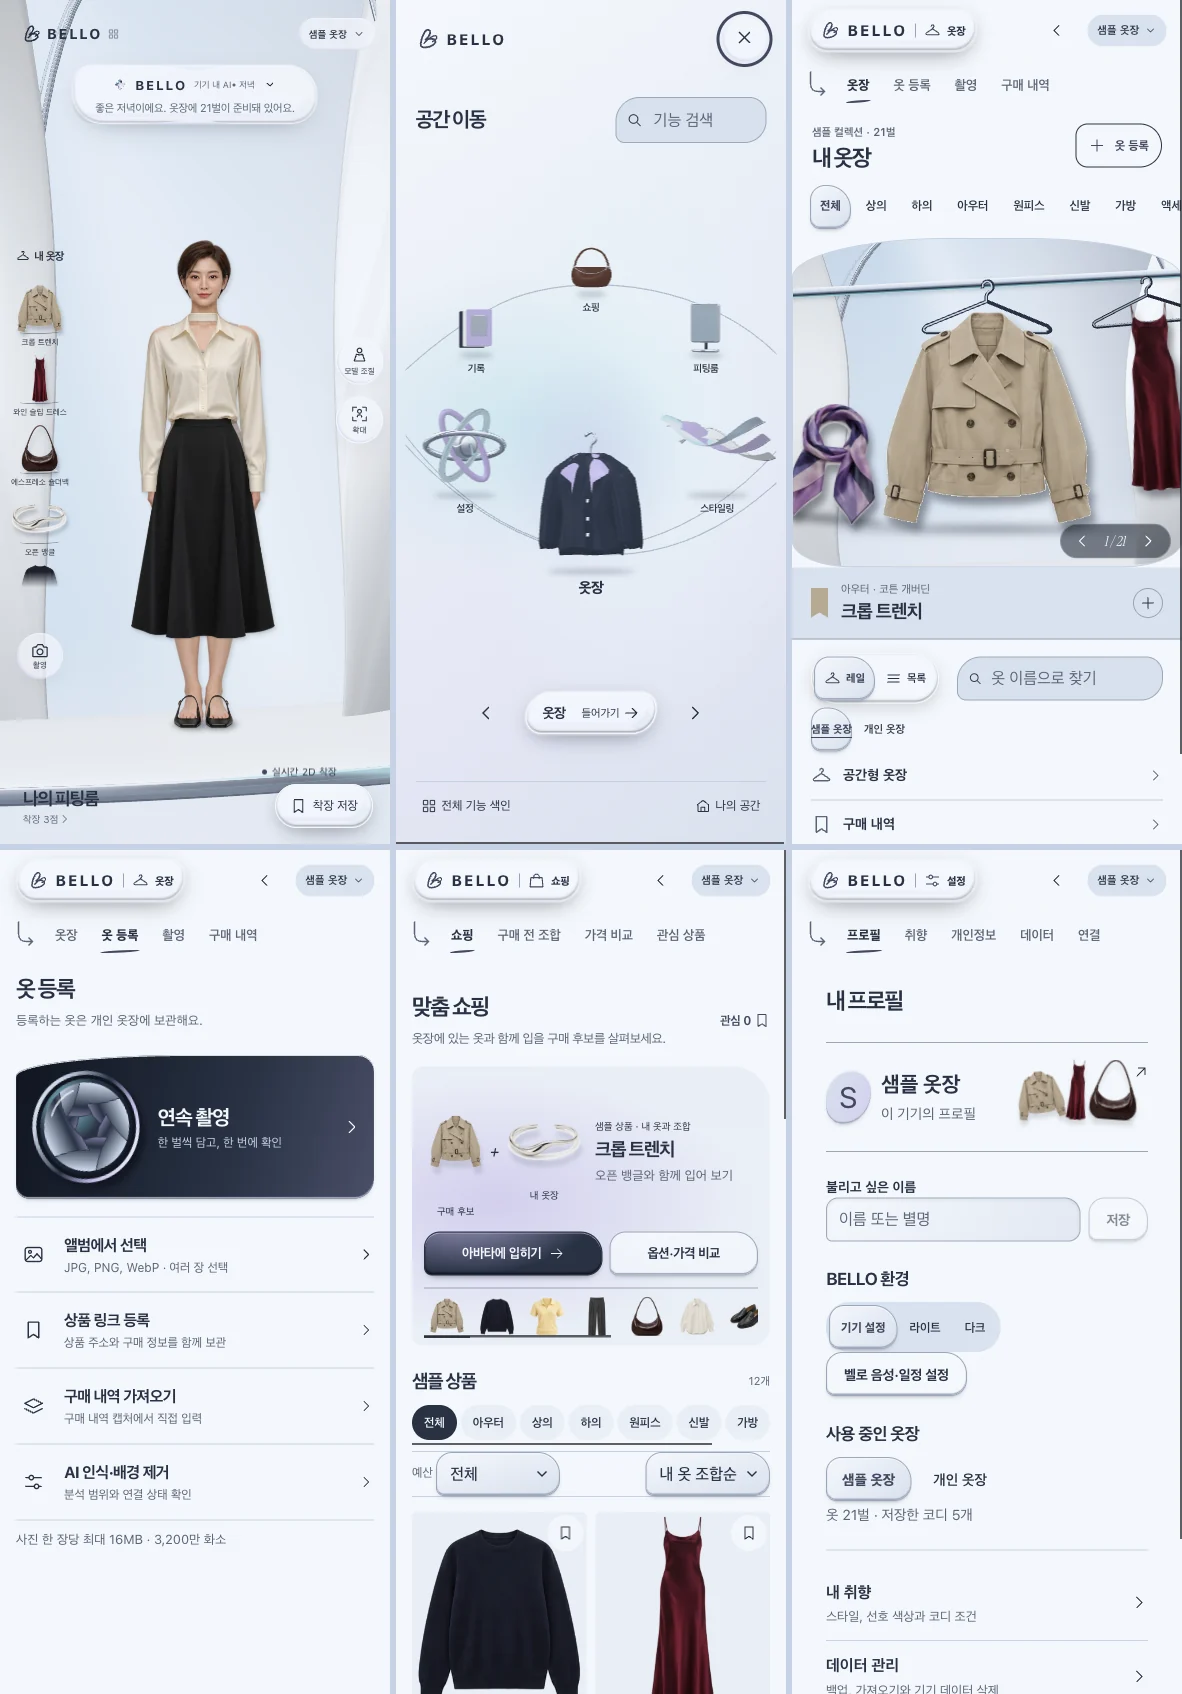 BELLO
샘플 옷장
BELLO 기기 내 AI• 저녁
좋은 저녁이에요. 옷장에 21벌이 준비돼 있어요.
내 옷장
크롭 트렌치
와인 슬립 드레스
에스프레소 숄더백
오픈 뱅글
모델 조절
확대
촬영
실시간 2D 착장
나의 피팅룸
착장 3점
착장 저장
BELLO
공간 이동
기능 검색
쇼핑
기록
피팅룸
설정
스타일링
옷장
옷장 들어가기
전체 기능 색인
나의 공간
BELLO 옷장
샘플 옷장
옷장 옷 등록 촬영 구매 내역
샘플 컬렉션 · 21벌
내 옷장
옷 등록
전체 상의 하의 아우터 원피스 신발 가방 액세
1/21
아우터 · 코튼 개버딘
크롭 트렌치
레일 목록
옷 이름으로 찾기
샘플 옷장 개인 옷장
공간형 옷장
구매 내역
BELLO 옷장
샘플 옷장
옷장 옷 등록 촬영 구매 내역
옷 등록
등록하는 옷은 개인 옷장에 보관해요.
연속 촬영
한 벌씩 담고, 한 번에 확인
앨범에서 선택
JPG, PNG, WebP · 여러 장 선택
상품 링크 등록
상품 주소와 구매 정보를 함께 보관
구매 내역 가져오기
구매 내역 캡처에서 직접 입력
AI 인식·배경 제거
분석 범위와 연결 상태 확인
사진 한 장당 최대 16MB · 3,200만 화소
BELLO 쇼핑
샘플 옷장
쇼핑 구매 전 조합 가격 비교 관심 상품
맞춤 쇼핑
관심 0
옷장에 있는 옷과 함께 입을 구매 후보를 살펴보세요.
샘플 상품 · 내 옷과 조합
크롭 트렌치
오픈 뱅글와 함께 입어 보기
+
내 옷장
구매 후보
아바타에 입히기
옵션·가격 비교
샘플 상품
12개
전체 아우터 상의 하의 원피스 신발 가방
예산 전체
내 옷 조합순
BELLO 설정
샘플 옷장
프로필 취향 개인정보 데이터 연결
내 프로필
S
샘플 옷장
이 기기의 프로필
불리고 싶은 이름
이름 또는 별명
저장
BELLO 환경
기기 설정 라이트 다크
벨로 음성·일정 설정
사용 중인 옷장
샘플 옷장 개인 옷장
옷 21벌 · 저장한 코디 5개
내 취향
스타일, 선호 색상과 코디 조건
데이터 관리
백업, 가져오기와 기기 데이터 삭제